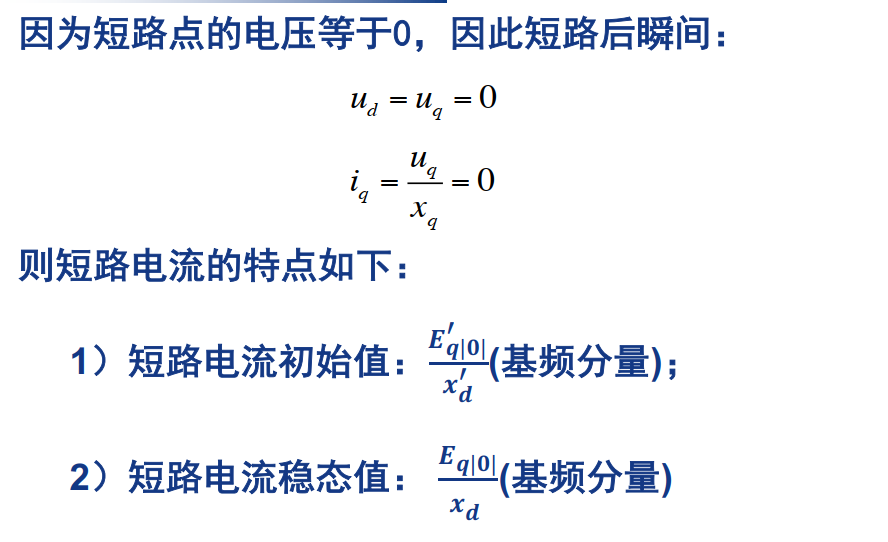 因为短路点的电压等于0，因此短路后瞬间：
u_d = u_q = 0
i_q = u_q / x_q = 0
则短路电流的特点如下：
1）短路电流初始值：E′_{q|0|} / x′_d (基频分量)；
2）短路电流稳态值： E_{q|0|} / x_d (基频分量)